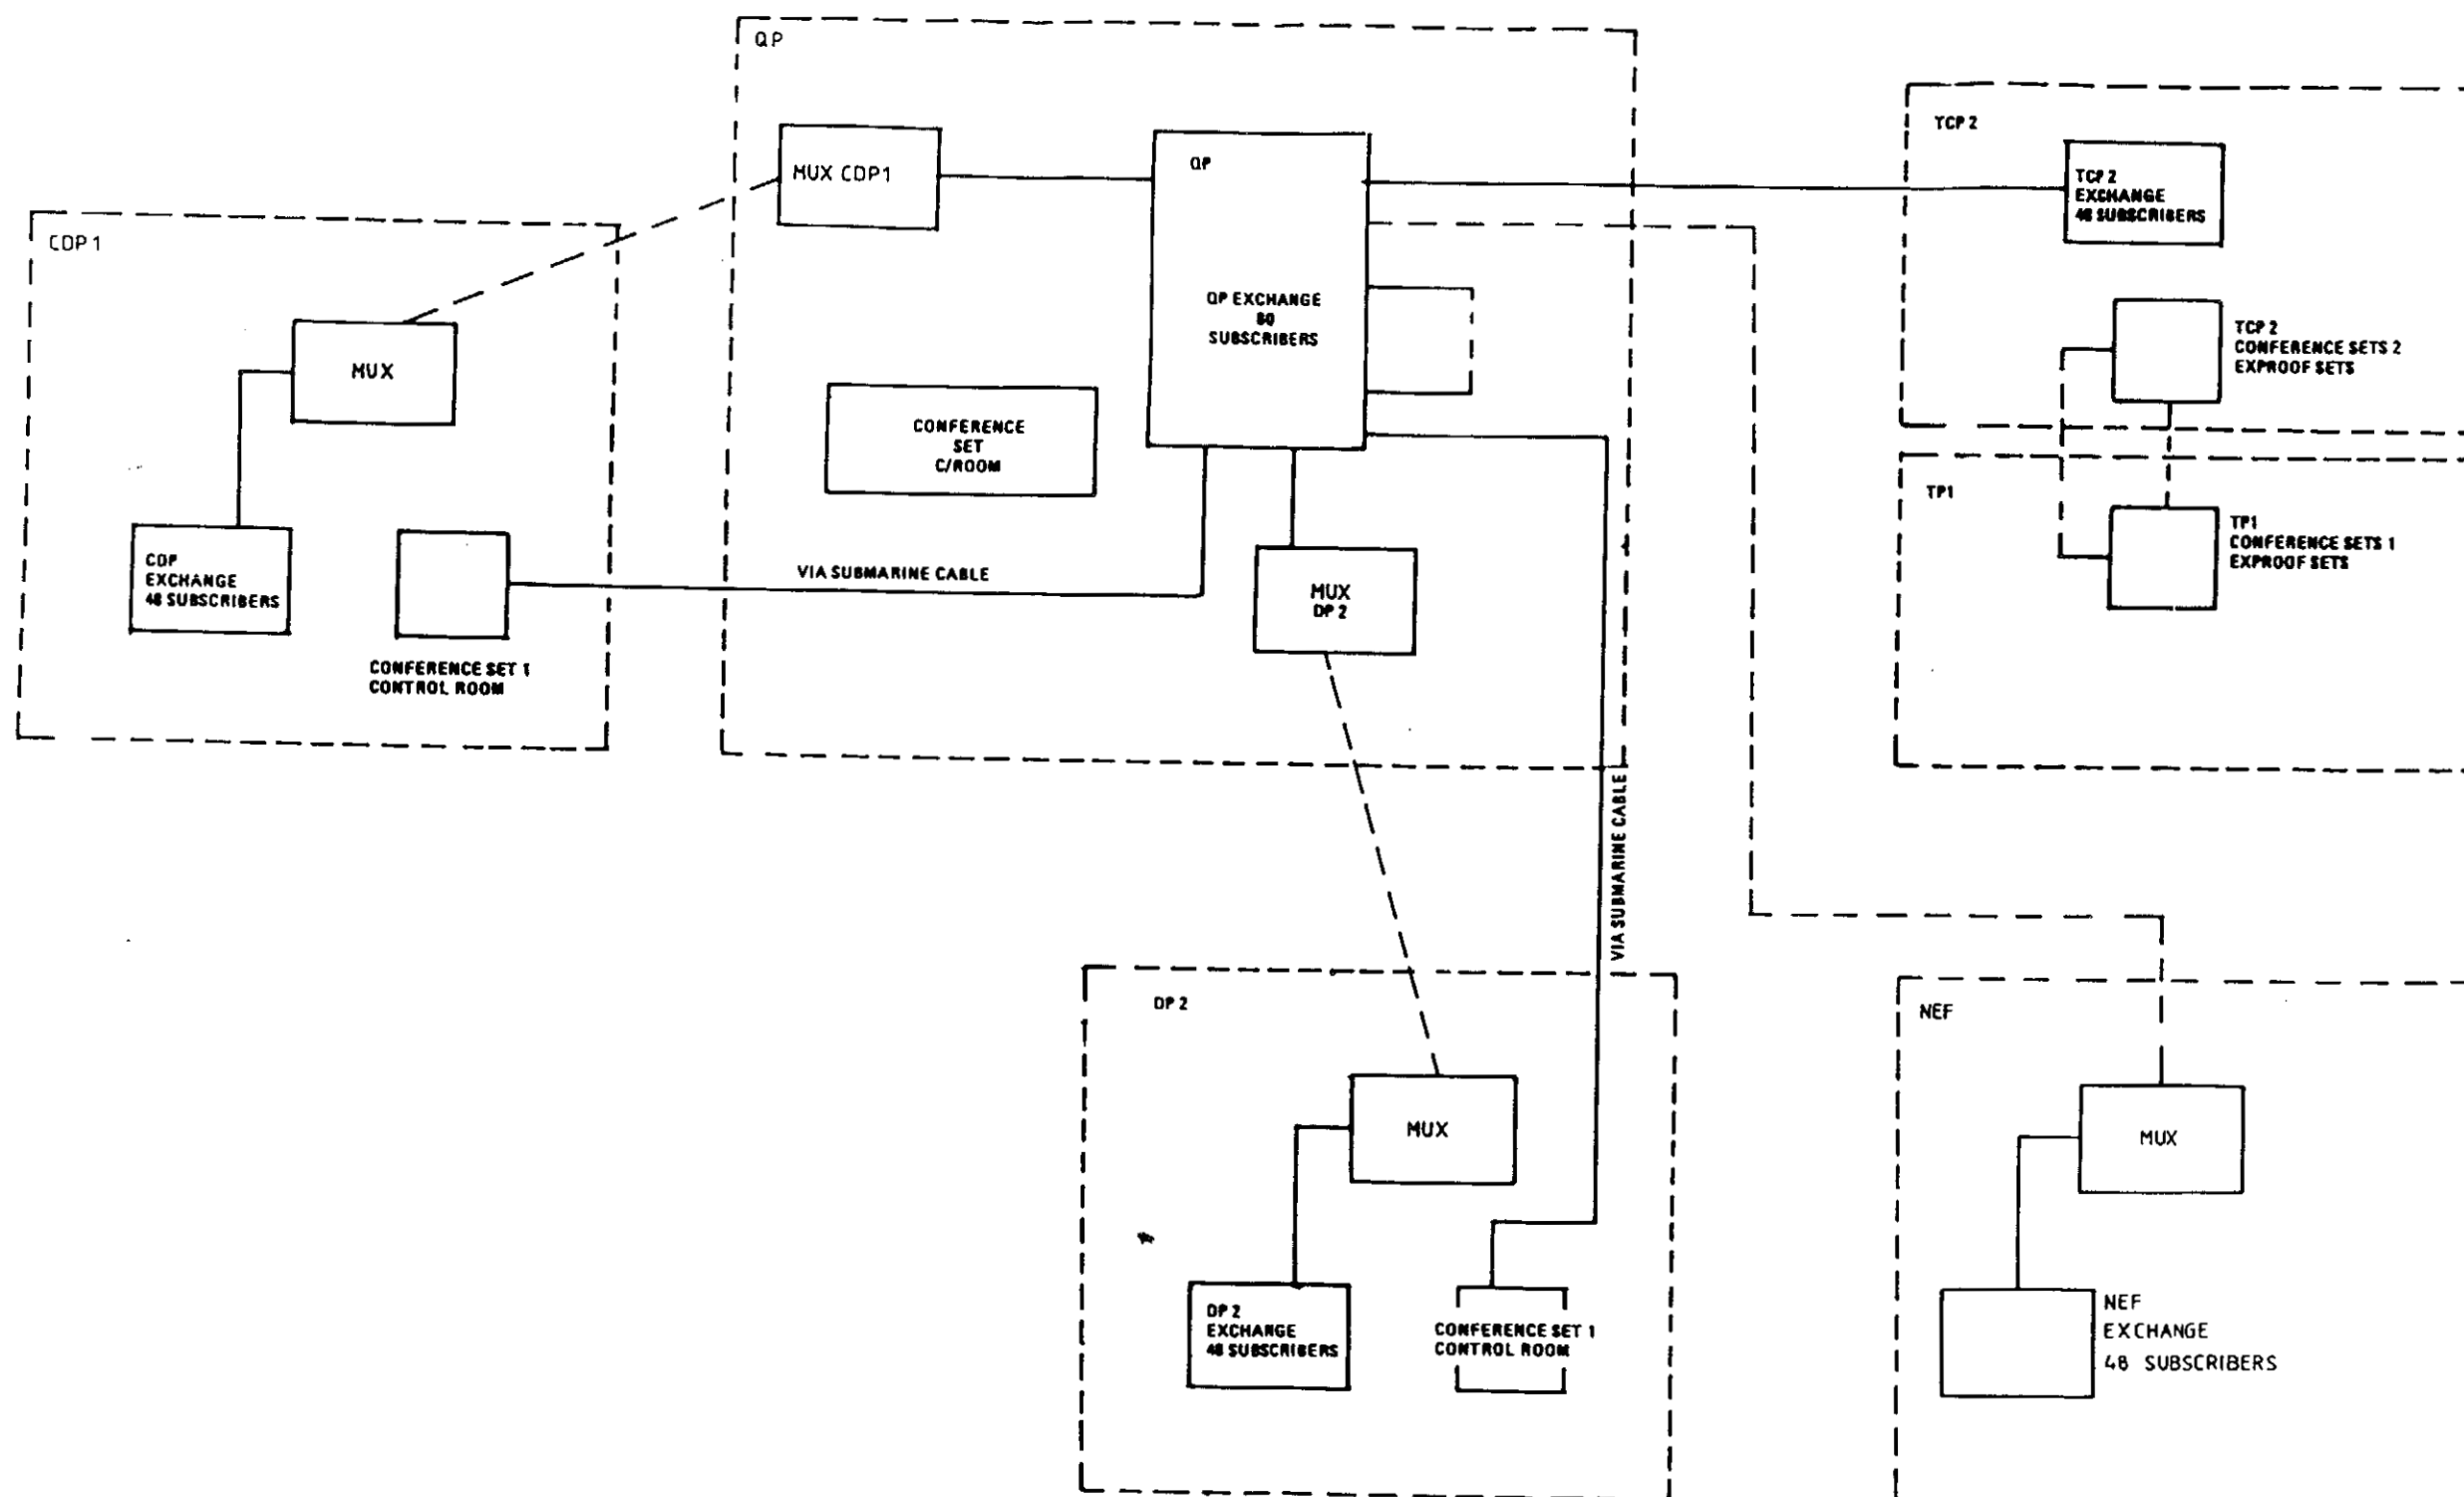 QP
MUX CDP1
QP
QP EXCHANGE
80
SUBSCRIBERS
CONFERENCE
SET
C/ROOM
MUX
DP 2
VIA SUBMARINE CABLE
CDP 1
MUX
CDP
EXCHANGE
48 SUBSCRIBERS
CONFERENCE SET 1
CONTROL ROOM
TCP 2
TCP 2
EXCHANGE
48 SUBSCRIBERS
TCP 2
CONFERENCE SETS 2
EXPROOF SETS
TP1
TP1
CONFERENCE SETS 1
EXPROOF SETS
VIA SUBMARINE CABLE
DP 2
MUX
DP 2
EXCHANGE
48 SUBSCRIBERS
CONFERENCE SET 1
CONTROL ROOM
NEF
MUX
NEF
EXCHANGE
48 SUBSCRIBERS